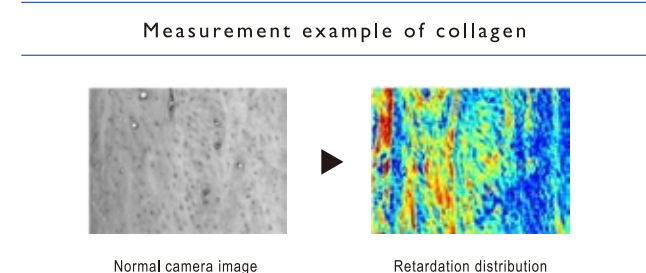 Measurement example of collagen
Normal camera image
Retardation distribution